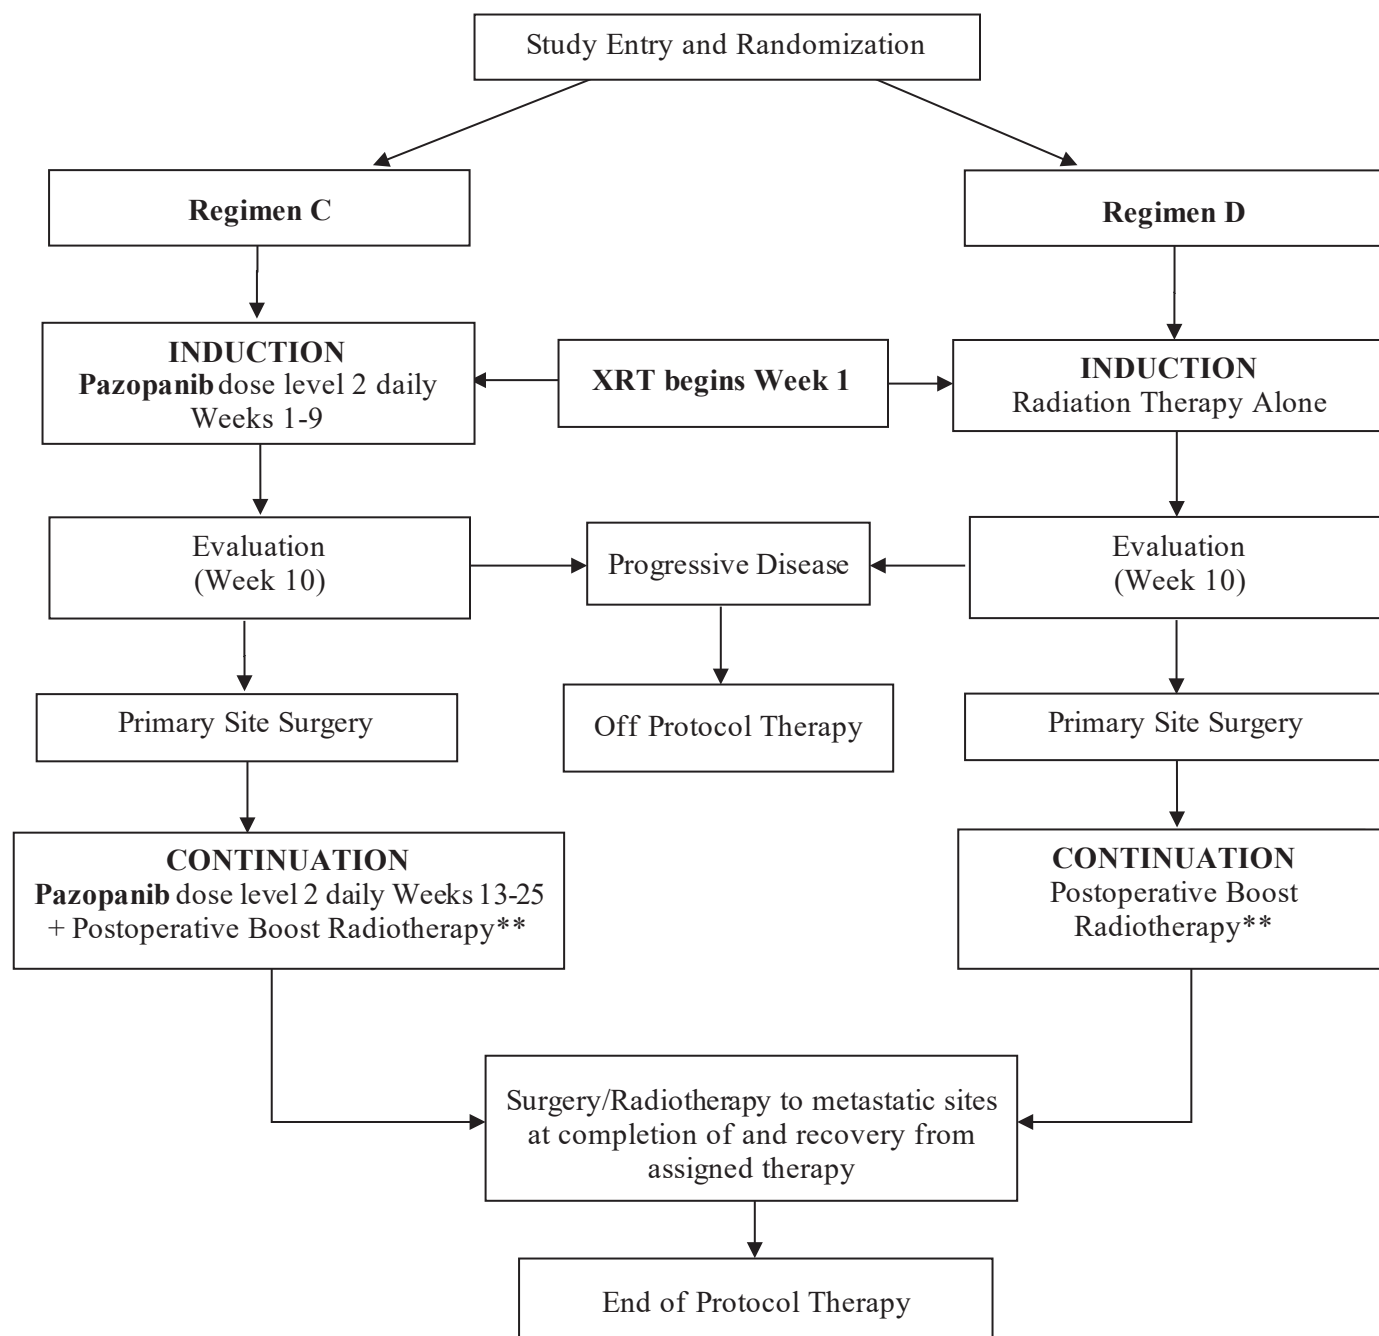 Study Entry and Randomization
Regimen C
Regimen D
INDUCTION
Pazopanib dose level 2 daily
Weeks 1-9
XRT begins Week 1
INDUCTION
Radiation Therapy Alone
Evaluation
(Week 10)
Progressive Disease
Evaluation
(Week 10)
Primary Site Surgery
Off Protocol Therapy
Primary Site Surgery
CONTINUATION
Pazopanib dose level 2 daily Weeks 13-25
+ Postoperative Boost Radiotherapy**
CONTINUATION
Postoperative Boost
Radiotherapy**
Surgery/Radiotherapy to metastatic sites
at completion of and recovery from
assigned therapy
End of Protocol Therapy